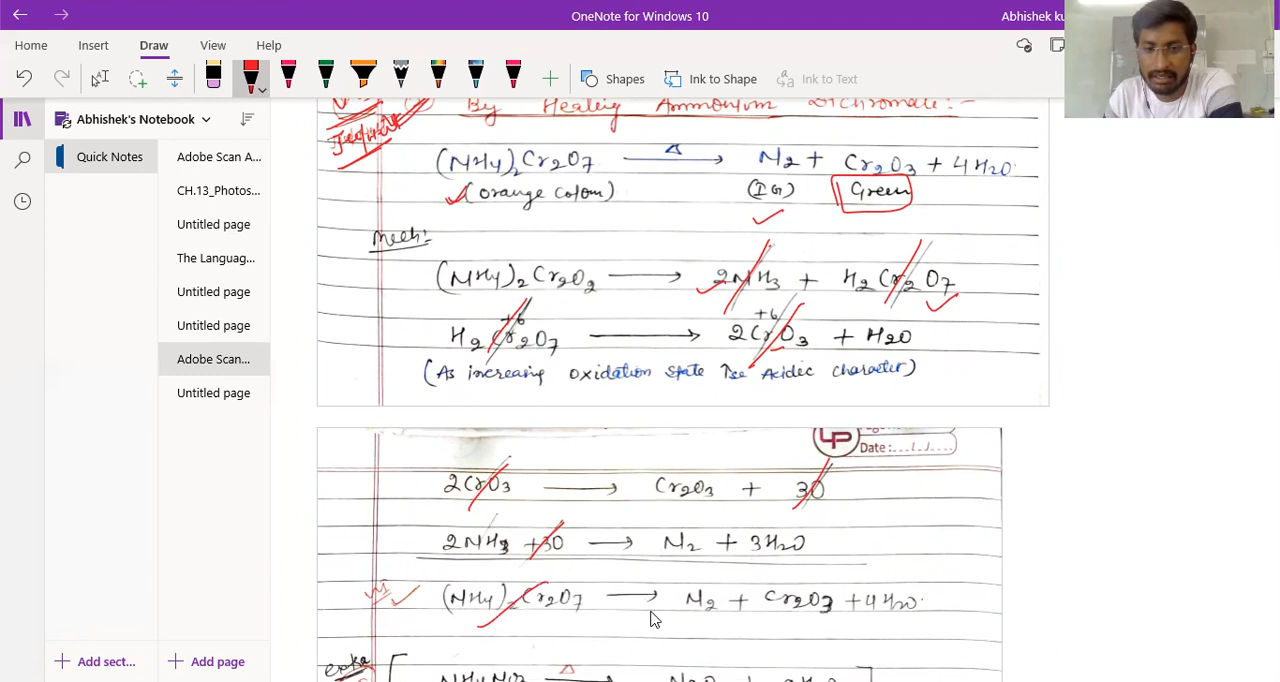 OneNote for Windows 10
Abhishek ku
Home Insert Draw View Help
Shapes Ink to Shape Ink to Text
Abhishek's Notebook
Quick Notes
Adobe Scan A...
CH.13_Photos...
Untitled page
The Languag...
Untitled page
Untitled page
Adobe Scan...
Untitled page
Add sect... Add page
By Heating Ammonium Dichromate:-
(NH4)2Cr2O7 —Δ→ N2 + Cr2O3 + 4H2O
(orange colour) (I G) Green
Mech:
(NH4)2Cr2O2 → 2NH3 + H2Cr2O7
+6 +6
H2Cr2O7 → 2CrO3 + H2O
(As increasing oxidation state ↑se Acidic character)
LP
Date :....../..../....
2CrO3 → Cr2O3 + 3O
2NH3 + 3O → N2 + 3H2O
(NH4)2Cr2O7 → N2 + Cr2O3 + 4H2O
Δ